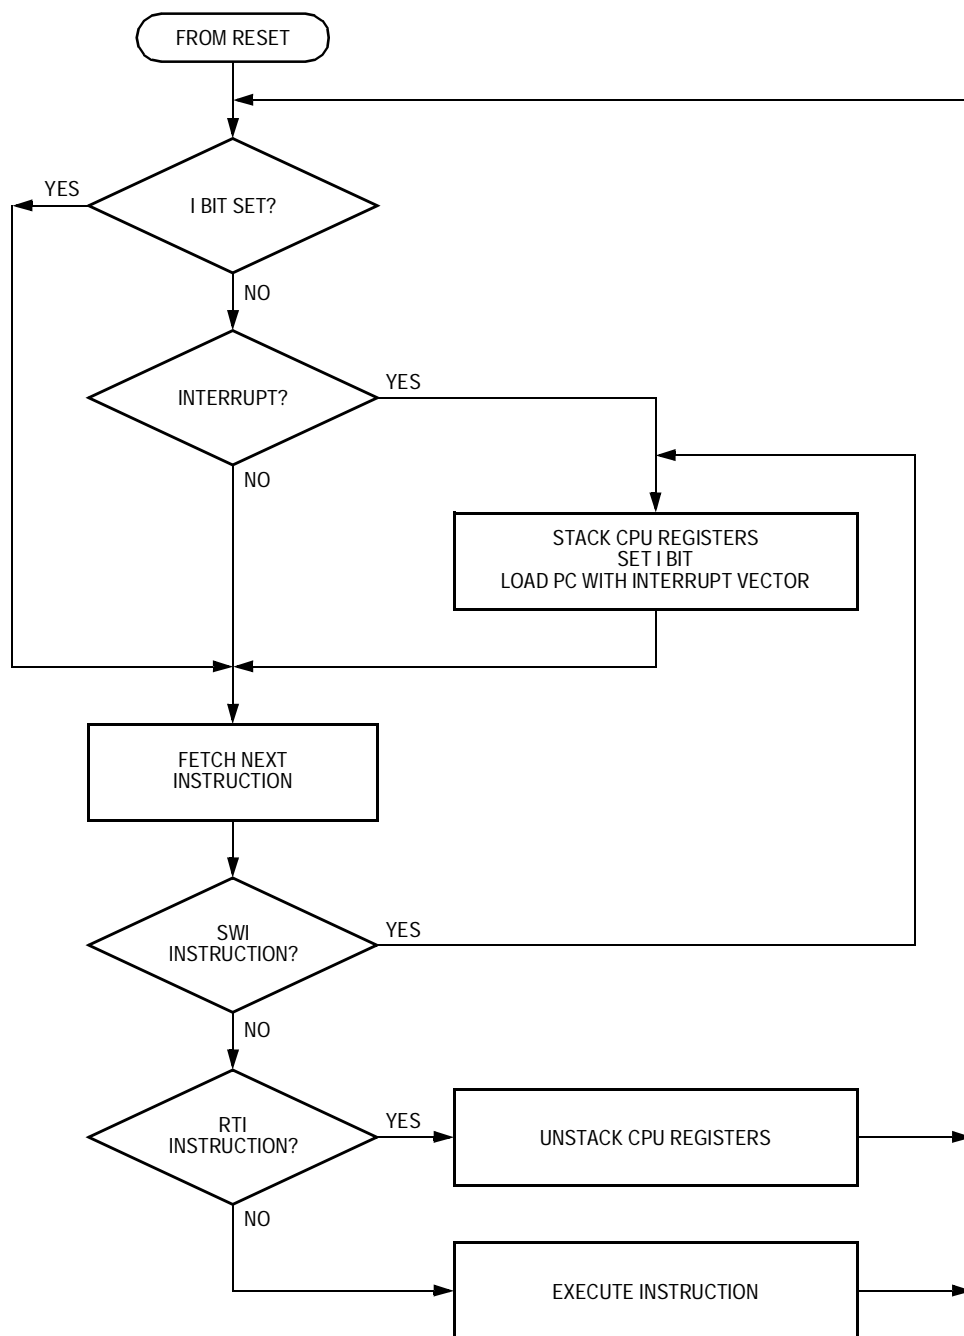 FROM RESET
YES
I BIT SET?
NO
INTERRUPT?
YES
NO
STACK CPU REGISTERS
SET I BIT
LOAD PC WITH INTERRUPT VECTOR
FETCH NEXT
INSTRUCTION
SWI
INSTRUCTION?
YES
NO
RTI
INSTRUCTION?
YES
UNSTACK CPU REGISTERS
NO
EXECUTE INSTRUCTION